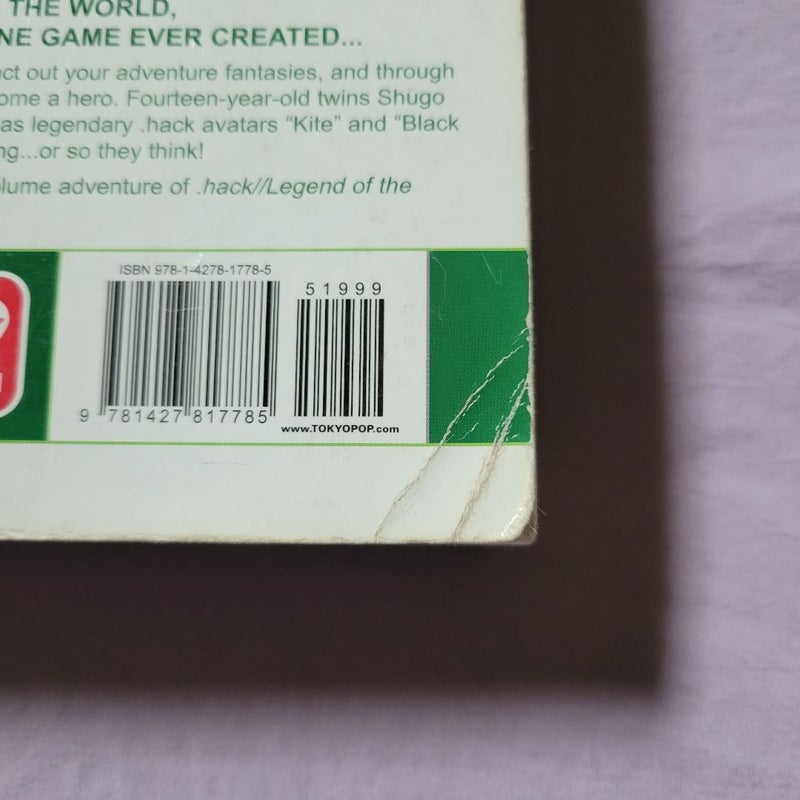 THE WORLD,
NE GAME EVER CREATED...
ct out your adventure fantasies, and through
ome a hero. Fourteen-year-old twins Shugo
as legendary .hack avatars “Kite” and “Black
ng...or so they think!
lume adventure of .hack//Legend of the
ISBN 978-1-4278-1778-5
51999
9 781427 817785
www.TOKYOPOP.com